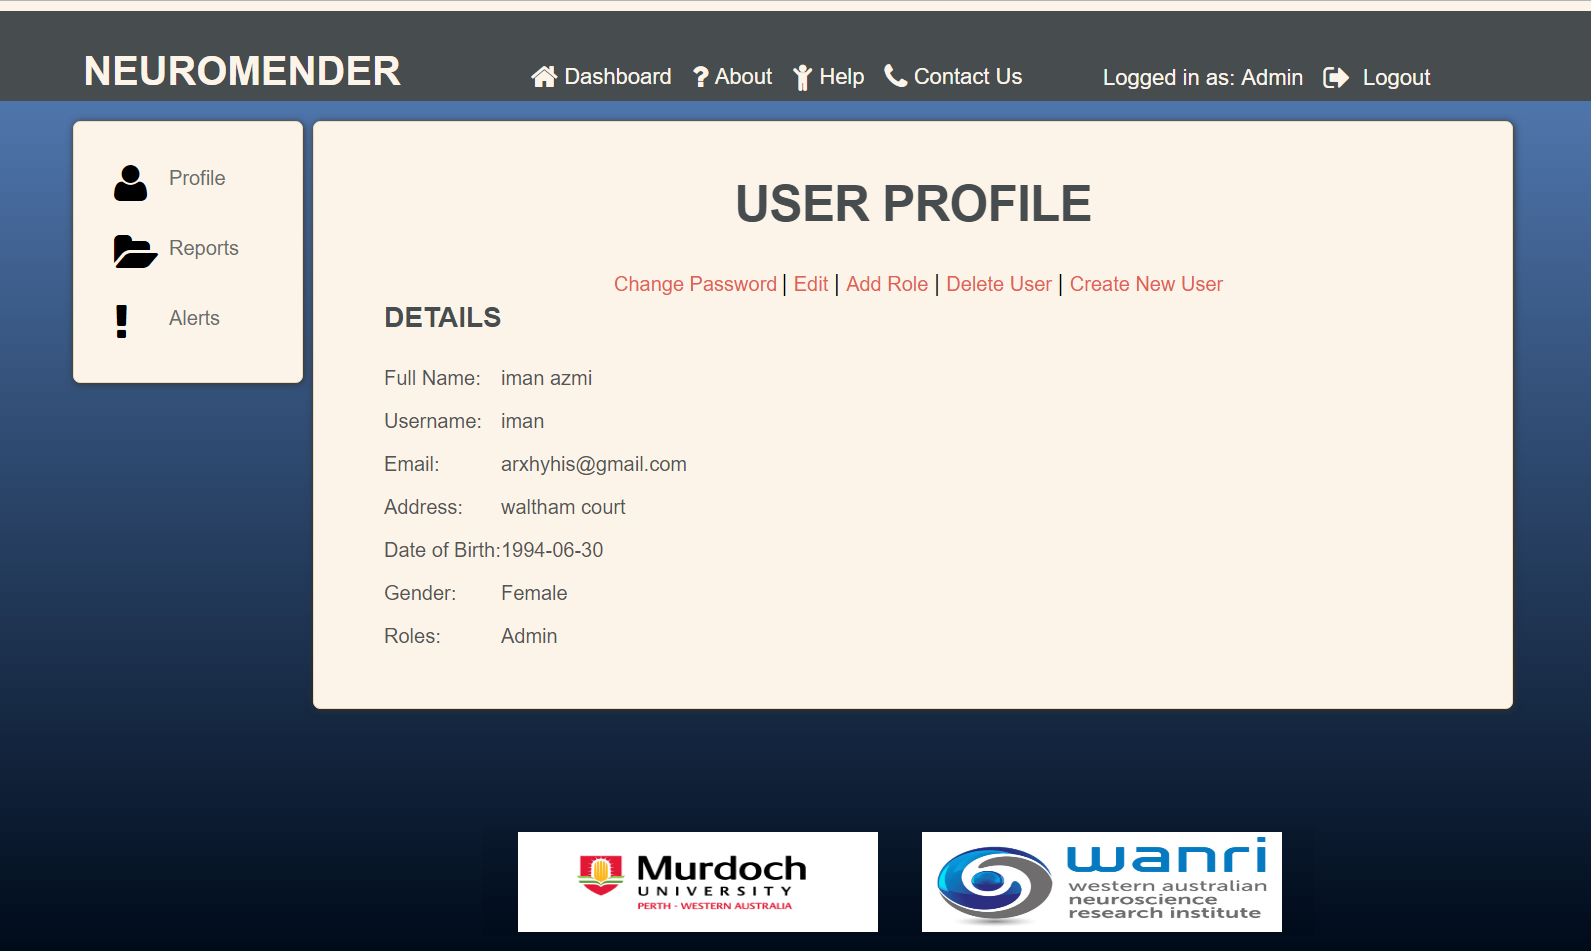 NEUROMENDER
Dashboard ? About Help Contact Us
Logged in as: Admin Logout
Profile
Reports
! Alerts
USER PROFILE
Change Password | Edit | Add Role | Delete User | Create New User
DETAILS
Full Name: iman azmi
Username: iman
Email: arxhyhis@gmail.com
Address: waltham court
Date of Birth: 1994-06-30
Gender: Female
Roles: Admin
Murdoch
UNIVERSITY
PERTH - WESTERN AUSTRALIA
wanri
western australian
neuroscience
research institute